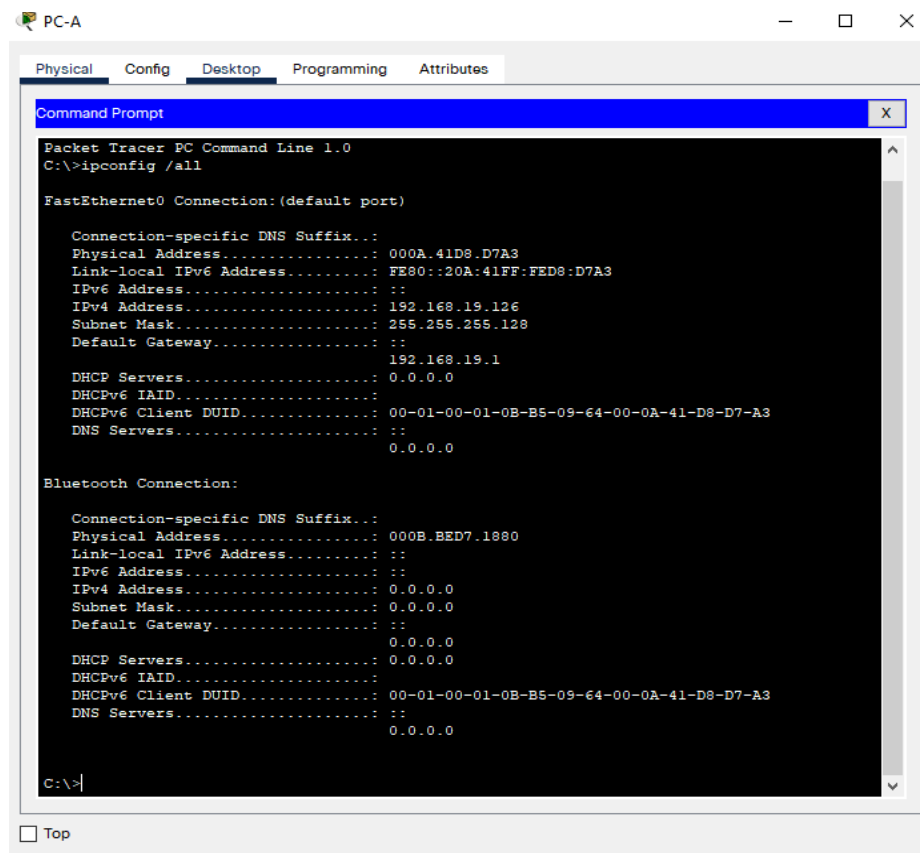 PC-A
Physical Config Desktop Programming Attributes
Command Prompt X
Packet Tracer PC Command Line 1.0
C:\>ipconfig /all
FastEthernet0 Connection:(default port)
Connection-specific DNS Suffix..:
Physical Address................: 000A.41D8.D7A3
Link-local IPv6 Address.........: FE80::20A:41FF:FED8:D7A3
IPv6 Address....................: ::
IPv4 Address....................: 192.168.19.126
Subnet Mask.....................: 255.255.255.128
Default Gateway.................: ::
192.168.19.1
DHCP Servers....................: 0.0.0.0
DHCPv6 IAID.....................:
DHCPv6 Client DUID..............: 00-01-00-01-0B-B5-09-64-00-0A-41-D8-D7-A3
DNS Servers.....................: ::
0.0.0.0
Bluetooth Connection:
Connection-specific DNS Suffix..:
Physical Address................: 000B.BED7.1880
Link-local IPv6 Address.........: ::
IPv6 Address....................: ::
IPv4 Address....................: 0.0.0.0
Subnet Mask.....................: 0.0.0.0
Default Gateway.................: ::
0.0.0.0
DHCP Servers....................: 0.0.0.0
DHCPv6 IAID.....................:
DHCPv6 Client DUID..............: 00-01-00-01-0B-B5-09-64-00-0A-41-D8-D7-A3
DNS Servers.....................: ::
0.0.0.0
C:\>
Top